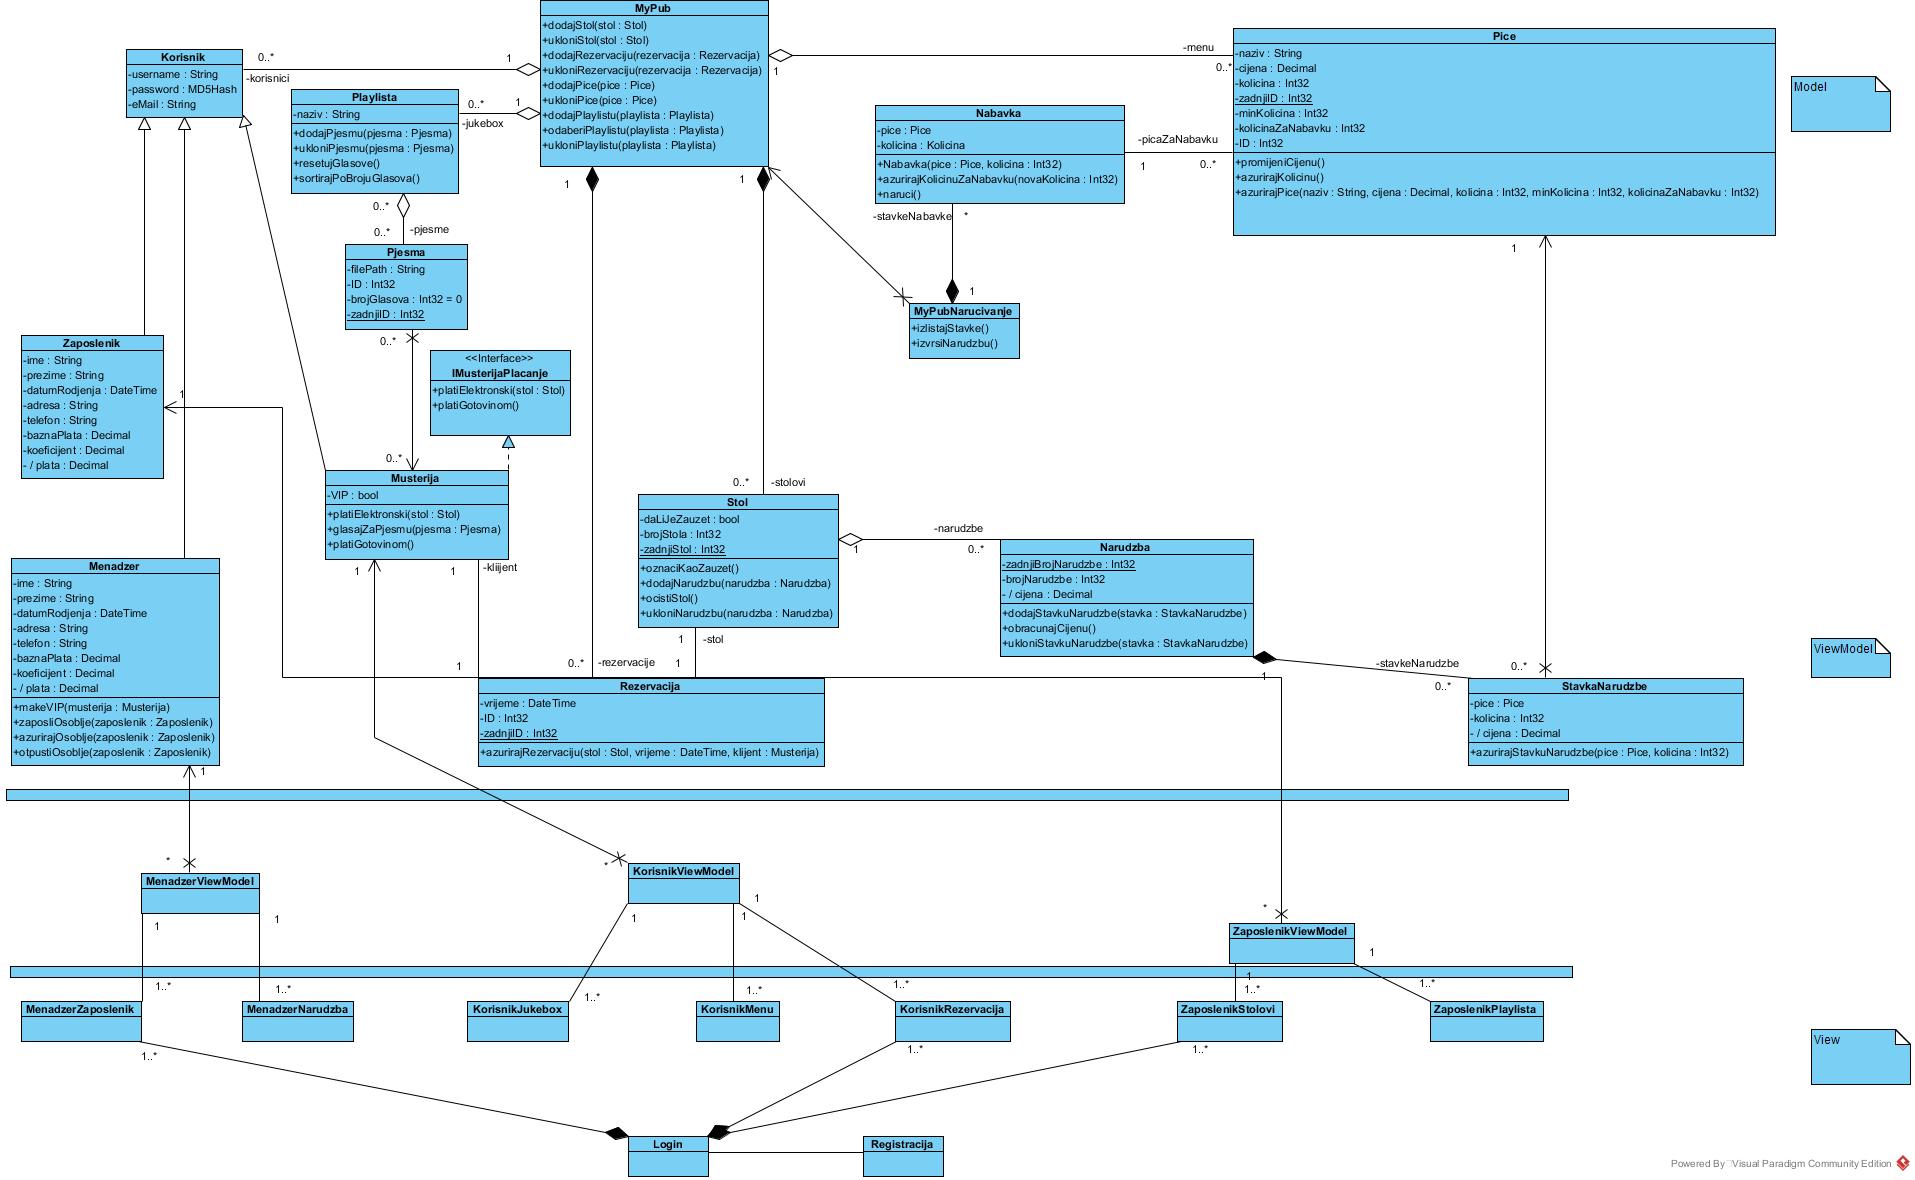 MyPub
+dodajStol(stol : Stol)
+ukloniStol(stol : Stol)
+dodajRezervaciju(rezervacija : Rezervacija)
+ukloniRezervaciju(rezervacija : Rezervacija)
+dodajPice(pice : Pice)
+ukloniPice(pice : Pice)
+dodajPlaylistu(playlista : Playlista)
+odaberiPlaylistu(playlista : Playlista)
+ukloniPlaylistu(playlista : Playlista)
Korisnik
-username : String
-password : MD5Hash
-eMail : String
0..*
1
-korisnici
Playlista
-naziv : String
+dodajPjesmu(pjesma : Pjesma)
+ukloniPjesmu(pjesma : Pjesma)
+resetujGlasove()
+sortirajPoBrojuGlasova()
0..*
1
-jukebox
1
-menu
0..*
Pice
-naziv : String
-cijena : Decimal
-kolicina : Int32
-zadnjiID : Int32
-minKolicina : Int32
-kolicinaZaNabavku : Int32
-ID : Int32
+promijeniCijenu()
+azurirajKolicinu()
+azurirajPice(naziv : String, cijena : Decimal, kolicina : Int32, minKolicina : Int32, kolicinaZaNabavku : Int32)
Model
Nabavka
-pice : Pice
-kolicina : Kolicina
+Nabavka(pice : Pice, kolicina : Int32)
+azurirajKolicinuZaNabavku(novaKolicina : Int32)
+naruci()
-picaZaNabavku
1
0..*
-stavkeNabavke
*
1
MyPubNarucivanje
+izlistajStavke()
+izvrsiNarudzbu()
1
1
1
0..*
0..*
-pjesme
Pjesma
-filePath : String
-ID : Int32
-brojGlasova : Int32 = 0
-zadnjiID : Int32
0..*
<<Interface>>
IMusterijaPlacanje
+platiElektronski(stol : Stol)
+platiGotovinom()
Zaposlenik
-ime : String
-prezime : String
-datumRodjenja : DateTime
-adresa : String
-telefon : String
-baznaPlata : Decimal
-koeficijent : Decimal
- / plata : Decimal
1
0..*
Musterija
-VIP : bool
+platiElektronski(stol : Stol)
+glasajZaPjesmu(pjesma : Pjesma)
+platiGotovinom()
1
1
-klijent
1
0..*
-stolovi
Stol
-daLiJeZauzet : bool
-brojStola : Int32
-zadnjiStol : Int32
+oznaciKaoZauzet()
+dodajNarudzbu(narudzba : Narudzba)
+ocistiStol()
+ukloniNarudzbu(narudzba : Narudzba)
1
-narudzbe
0..*
Narudzba
-zadnjiBrojNarudzbe : Int32
-brojNarudzbe : Int32
- / cijena : Decimal
+dodajStavkuNarudzbe(stavka : StavkaNarudzbe)
+obracunajCijenu()
+ukloniStavkuNarudzbe(stavka : StavkaNarudzbe)
1
-stavkeNarudzbe
0..*
0..*
StavkaNarudzbe
-pice : Pice
-kolicina : Int32
- / cijena : Decimal
+azurirajStavkuNarudzbe(pice : Pice, kolicina : Int32)
ViewModel
Menadzer
-ime : String
-prezime : String
-datumRodjenja : DateTime
-adresa : String
-telefon : String
-baznaPlata : Decimal
-koeficijent : Decimal
- / plata : Decimal
+makeVIP(musterija : Musterija)
+zaposliOsoblje(zaposlenik : Zaposlenik)
+azurirajOsoblje(zaposlenik : Zaposlenik)
+otpustiOsoblje(zaposlenik : Zaposlenik)
1
0..*
-rezervacije
1
-stol
1
Rezervacija
-vrijeme : DateTime
-ID : Int32
-zadnjiID : Int32
+azurirajRezervaciju(stol : Stol, vrijeme : DateTime, klijent : Musterija)
*
MenadzerViewModel
1
1
*
KorisnikViewModel
1
1
1
*
ZaposlenikViewModel
1
1
1..*
1..*
1..*
1..*
1..*
1..*
1..*
MenadzerZaposlenik
MenadzerNarudzba
KorisnikJukebox
KorisnikMenu
KorisnikRezervacija
ZaposlenikStolovi
ZaposlenikPlaylista
1..*
1..*
1..*
View
Login
Registracija
Powered By Visual Paradigm Community Edition